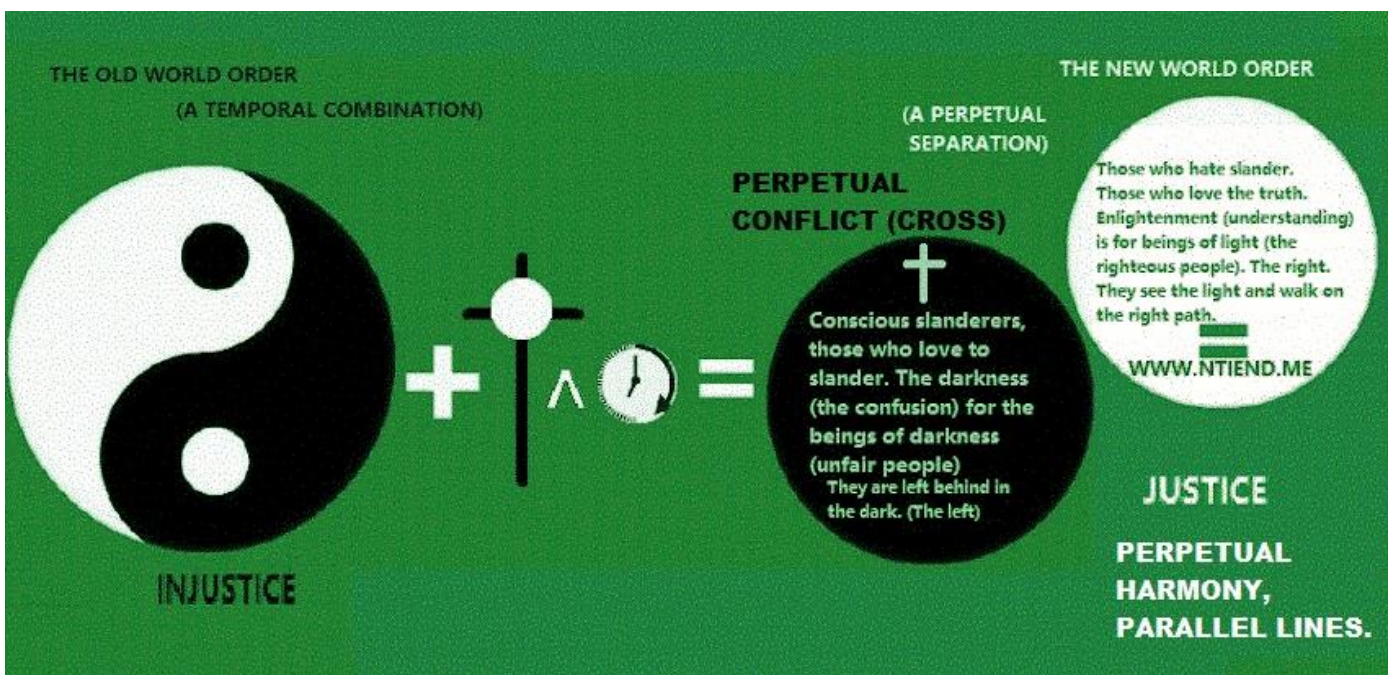 THE OLD WORLD ORDER
(A TEMPORAL COMBINATION)
INJUSTICE
+
^
=
PERPETUAL
CONFLICT (CROSS)
Conscious slanderers,
those who love to
slander. The darkness
(the confusion) for the
beings of darkness
(unfair people)
They are left behind in
the dark. (The left)
THE NEW WORLD ORDER
(A PERPETUAL
SEPARATION)
Those who hate slander.
Those who love the truth.
Enlightenment (understanding)
is for beings of light (the
righteous people). The right.
They see the light and walk on
the right path.
=
WWW.NTIEND.ME
JUSTICE
PERPETUAL
HARMONY,
PARALLEL LINES.